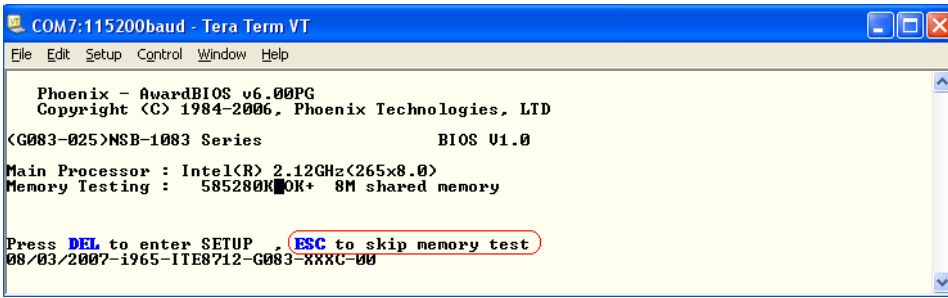 COM7:115200baud - Tera Term VT
File Edit Setup Control Window Help
Phoenix - AwardBIOS v6.00PG
Copyright (C) 1984-2006, Phoenix Technologies, LTD
(G083-025)NSB-1083 Series BIOS V1.0
Main Processor : Intel(R) 2.12GHz(265x8.0)
Memory Testing : 585280K OK+ 8M shared memory
Press DEL to enter SETUP , ESC to skip memory test
08/03/2007-i965-ITE8712-G083-XXXC-00